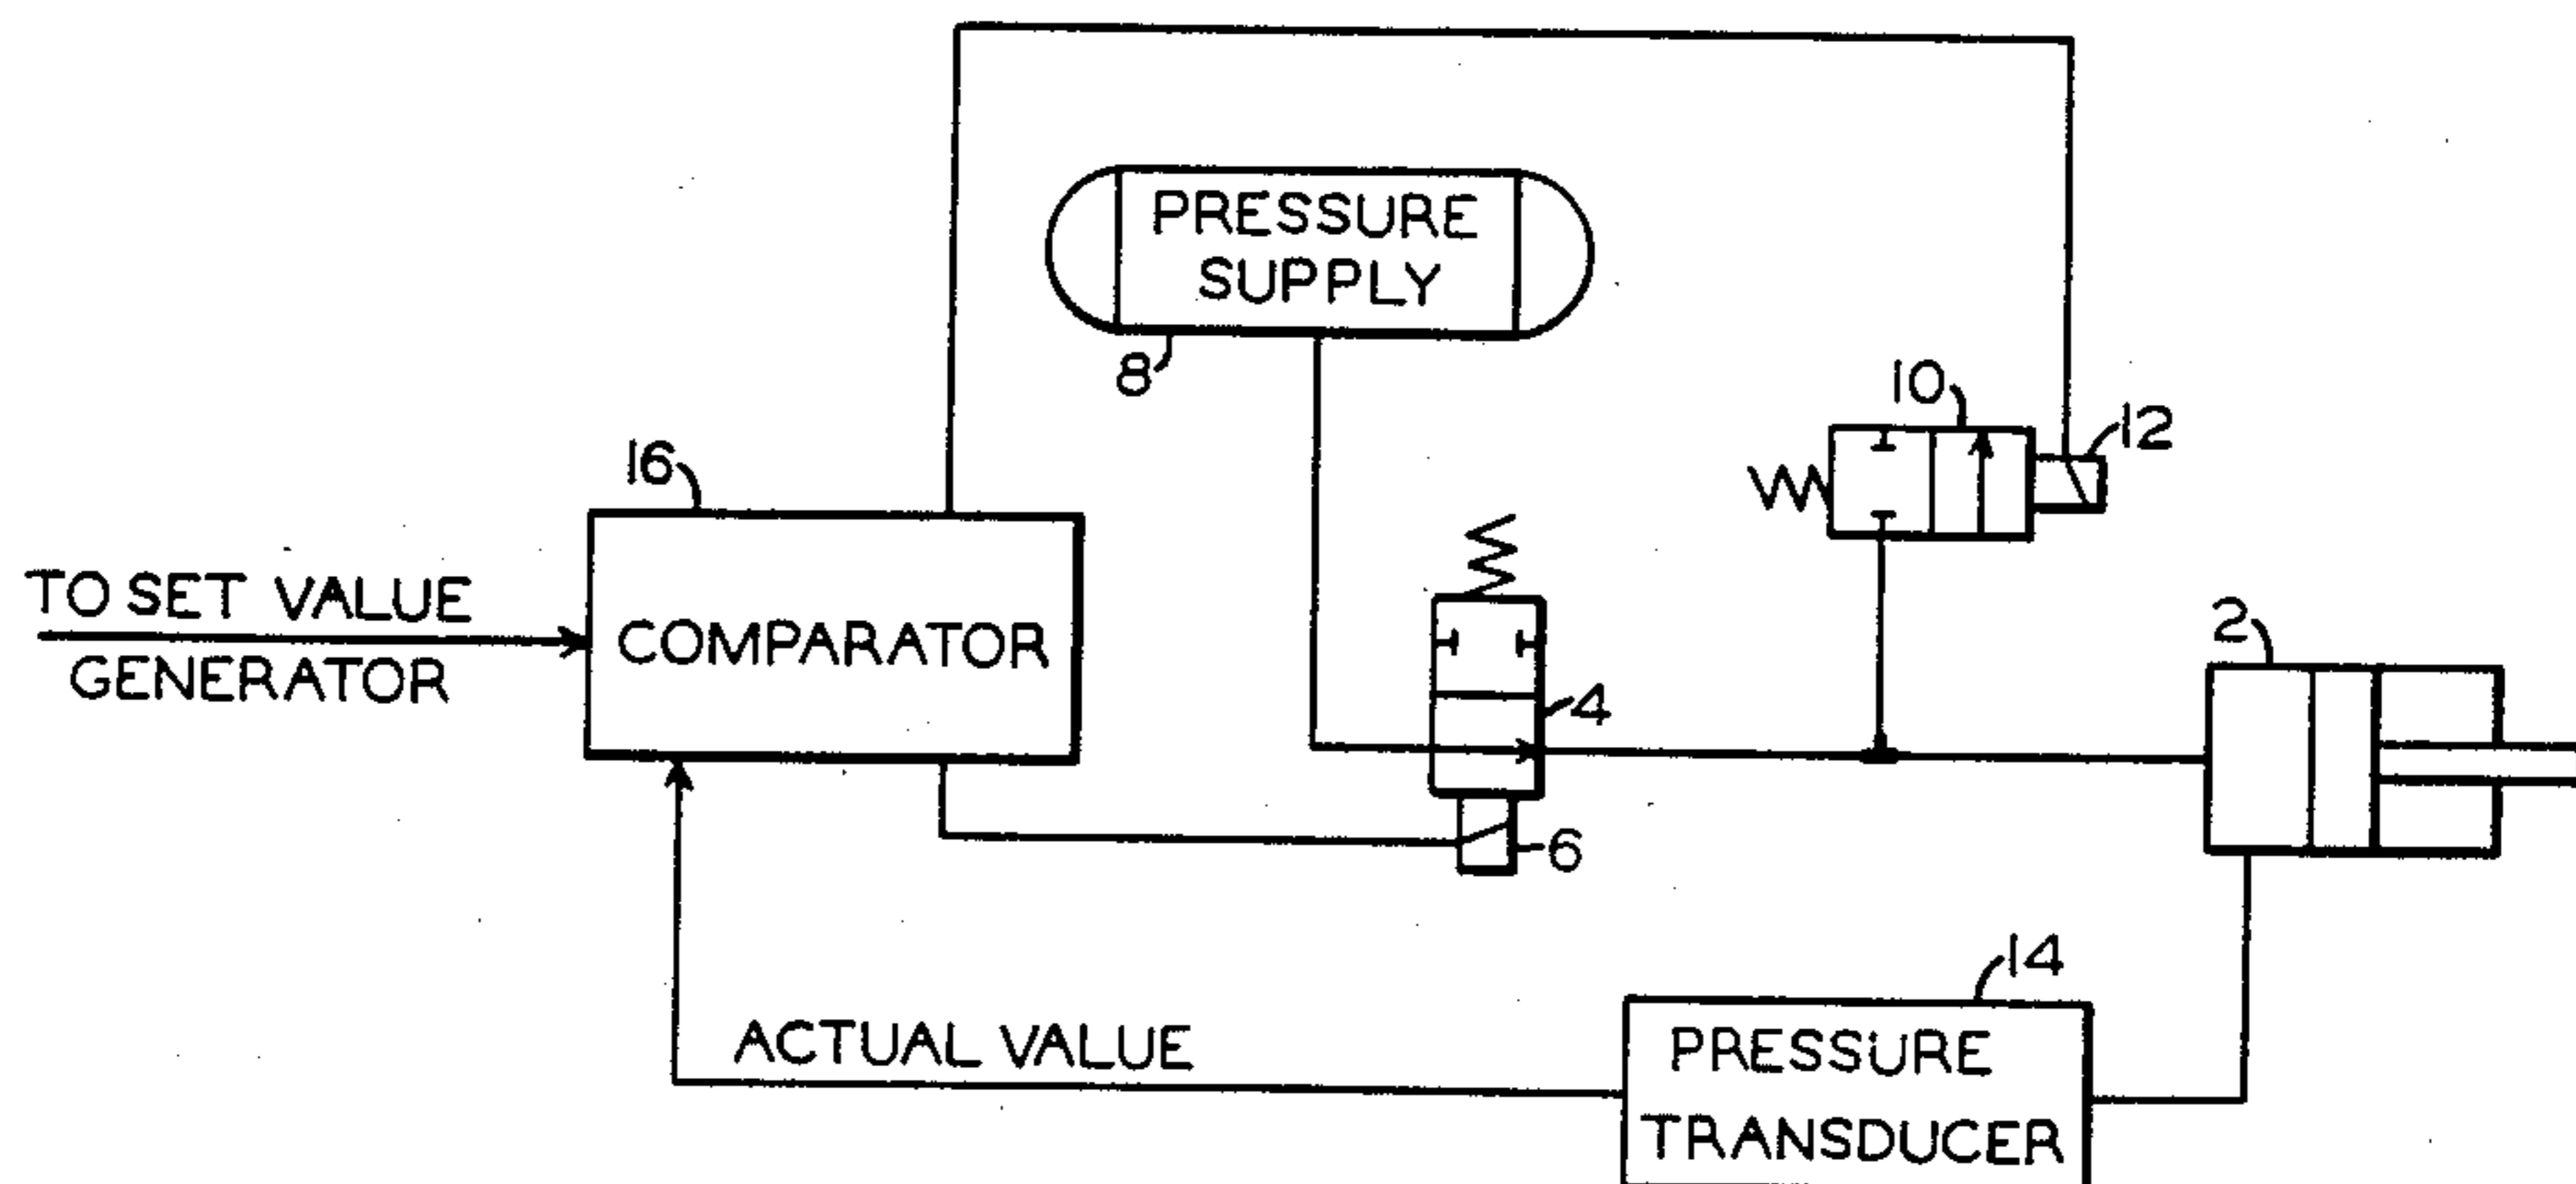 PRESSURE
SUPPLY
8
10
12
16
TO SET VALUE
GENERATOR
COMPARATOR
4
2
6
14
ACTUAL VALUE
PRESSURE
TRANSDUCER